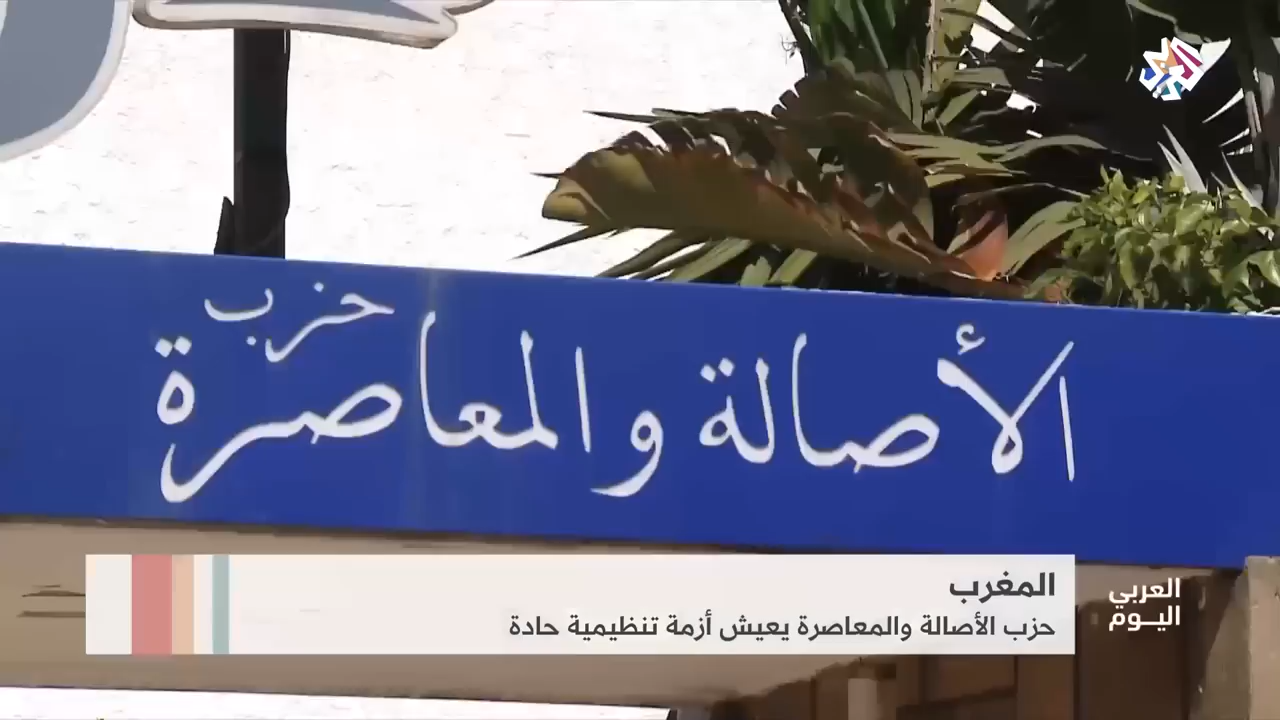 حزب
الأصالة والمعاصرة
المغرب
حزب الأصالة والمعاصرة يعيش أزمة تنظيمية حادة
العربي
اليوم